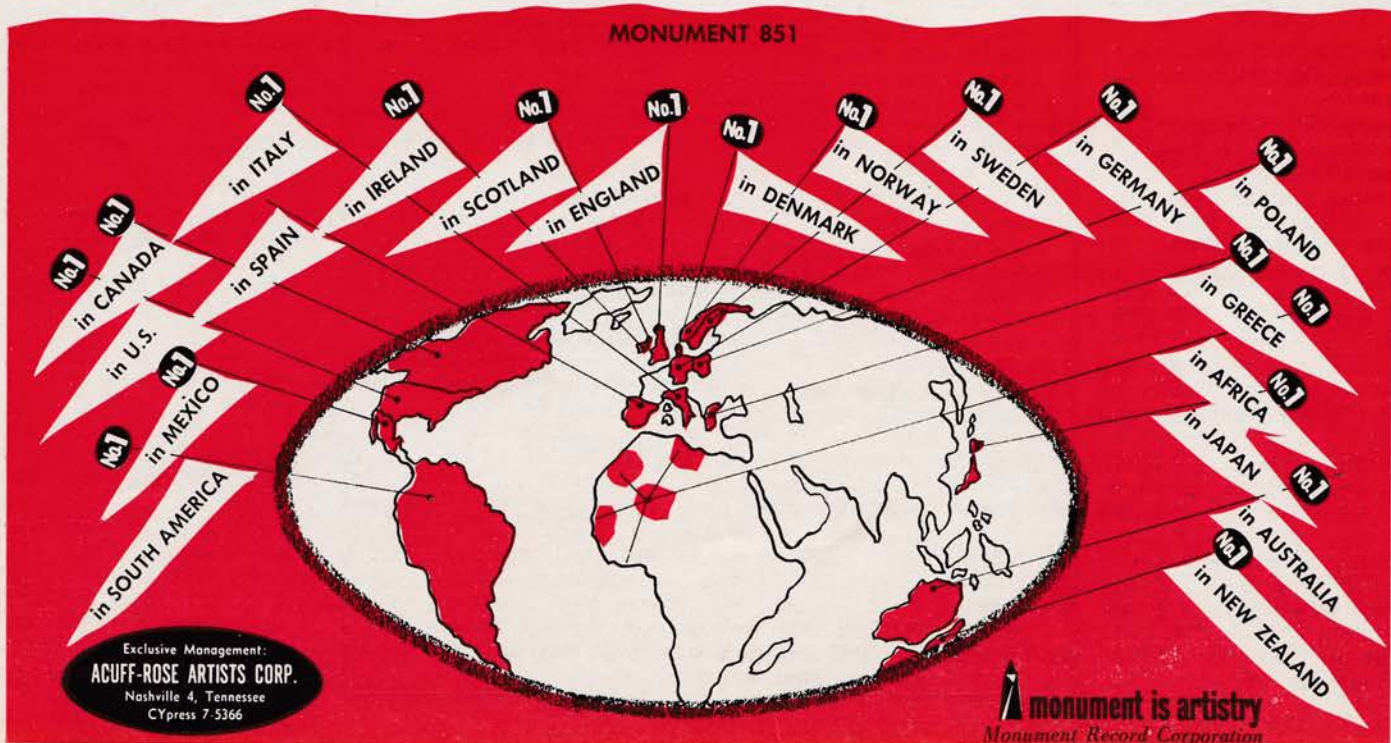 MONUMENT 851
No.1
in ITALY
No.1
in IRELAND
No.1
in SCOTLAND
No.1
in ENGLAND
No.1
in DENMARK
No.1
in NORWAY
No.1
in SWEDEN
No.1
in GERMANY
No.1
in POLAND
No.1
in CANADA
No.1
in SPAIN
in U.S.
No.1
in MEXICO
No.1
in SOUTH AMERICA
No.1
in GREECE
No.1
in AFRICA
No.1
in JAPAN
No.1
in AUSTRALIA
No.1
in NEW ZEALAND
Exclusive Management:
ACUFF-ROSE ARTISTS CORP.
Nashville 4, Tennessee
CYpress 7-5366
monument is artistry
Monument Record Corporation